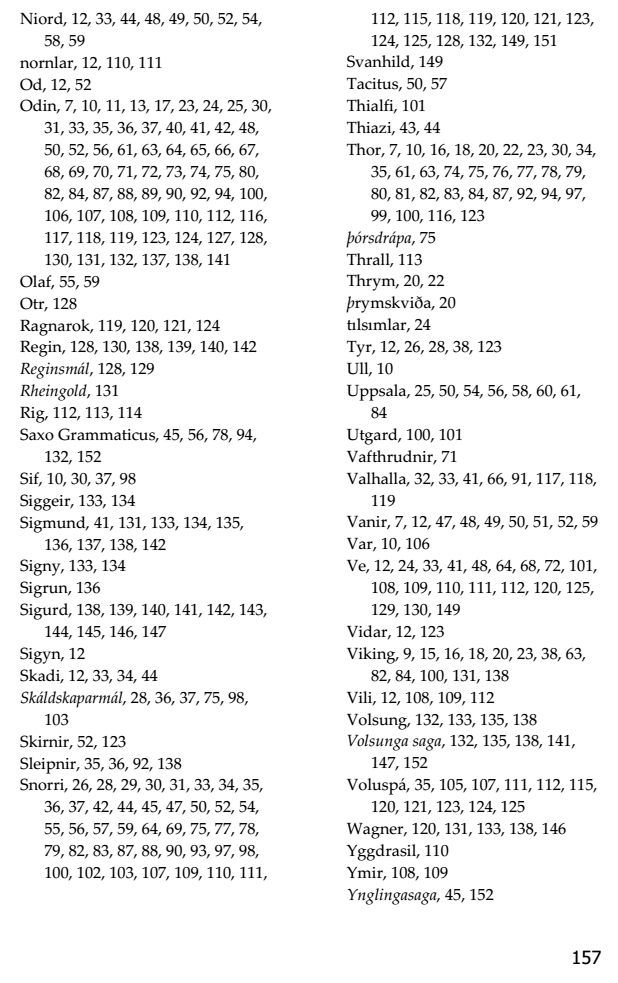 Niord, 12, 33, 44, 48, 49, 50, 52, 54,
58, 59
nornlar, 12, 110, 111
Od, 12, 52
Odin, 7, 10, 11, 13, 17, 23, 24, 25, 30,
31, 33, 35, 36, 37, 40, 41, 42, 48,
50, 52, 56, 61, 63, 64, 65, 66, 67,
68, 69, 70, 71, 72, 73, 74, 75, 80,
82, 84, 87, 88, 89, 90, 92, 94, 100,
106, 107, 108, 109, 110, 112, 116,
117, 118, 119, 123, 124, 127, 128,
130, 131, 132, 137, 138, 141
Olaf, 55, 59
Otr, 128
Ragnarok, 119, 120, 121, 124
Regin, 128, 130, 138, 139, 140, 142
Reginsmál, 128, 129
Rheingold, 131
Rig, 112, 113, 114
Saxo Grammaticus, 45, 56, 78, 94,
132, 152
Sif, 10, 30, 37, 98
Siggeir, 133, 134
Sigmund, 41, 131, 133, 134, 135,
136, 137, 138, 142
Signy, 133, 134
Sigrun, 136
Sigurd, 138, 139, 140, 141, 142, 143,
144, 145, 146, 147
Sigyn, 12
Skadi, 12, 33, 34, 44
Skáldskaparmál, 28, 36, 37, 75, 98,
103
Skirnir, 52, 123
Sleipnir, 35, 36, 92, 138
Snorri, 26, 28, 29, 30, 31, 33, 34, 35,
36, 37, 42, 44, 45, 47, 50, 52, 54,
55, 56, 57, 59, 64, 69, 75, 77, 78,
79, 82, 83, 87, 88, 90, 93, 97, 98,
100, 102, 103, 107, 109, 110, 111,
112, 115, 118, 119, 120, 121, 123,
124, 125, 128, 132, 149, 151
Svanhild, 149
Tacitus, 50, 57
Thialfi, 101
Thiazi, 43, 44
Thor, 7, 10, 16, 18, 20, 22, 23, 30, 34,
35, 61, 63, 74, 75, 76, 77, 78, 79,
80, 81, 82, 83, 84, 87, 92, 94, 97,
99, 100, 116, 123
þórsdrápa, 75
Thrall, 113
Thrym, 20, 22
þrymskviða, 20
tılsımlar, 24
Tyr, 12, 26, 28, 38, 123
Ull, 10
Uppsala, 25, 50, 54, 56, 58, 60, 61,
84
Utgard, 100, 101
Vafthrudnir, 71
Valhalla, 32, 33, 41, 66, 91, 117, 118,
119
Vanir, 7, 12, 47, 48, 49, 50, 51, 52, 59
Var, 10, 106
Ve, 12, 24, 33, 41, 48, 64, 68, 72, 101,
108, 109, 110, 111, 112, 120, 125,
129, 130, 149
Vidar, 12, 123
Viking, 9, 15, 16, 18, 20, 23, 38, 63,
82, 84, 100, 131, 138
Vili, 12, 108, 109, 112
Volsung, 132, 133, 135, 138
Volsunga saga, 132, 135, 138, 141,
147, 152
Voluspá, 35, 105, 107, 111, 112, 115,
120, 121, 123, 124, 125
Wagner, 120, 131, 133, 138, 146
Yggdrasil, 110
Ymir, 108, 109
Ynglingasaga, 45, 152
157